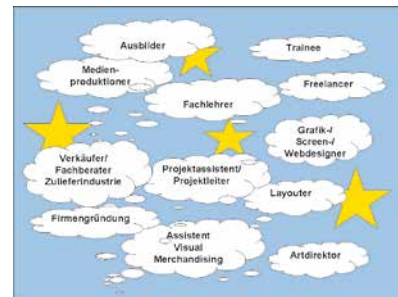 Ausbilder
Trainee
Medien-
produktioner
Freelancer
Fachlehrer
Grafik-/
Screen-/
Webdesigner
Verkäufer/
Fachberater
Zulieferindustrie
Projektassistent/
Projektleiter
Layouter
Firmengründung
Assistent
Visual
Merchandising
Artdirektor